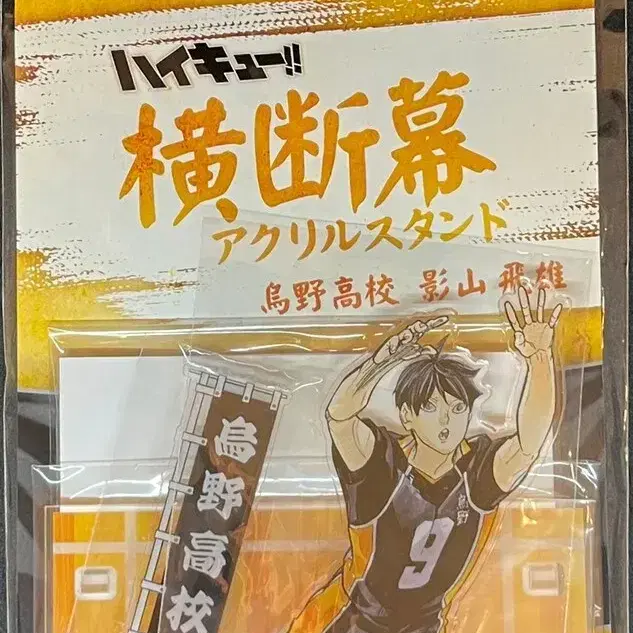 ハイキュー!!
横断幕
アクリルスタンド
烏野高校 影山飛雄
烏野高校
烏野
9